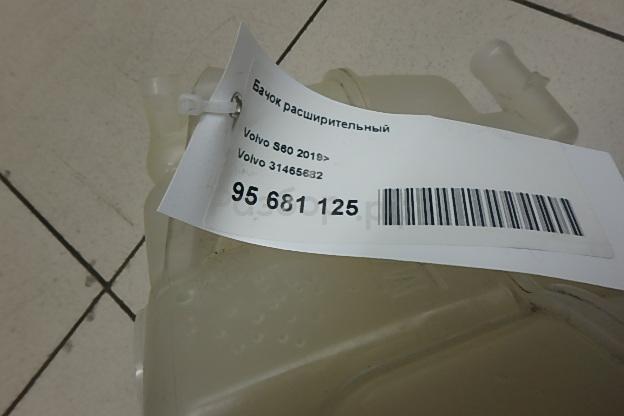 Бачок расширительный
Volvo S60 2019>
Volvo 31465682
95 681 125